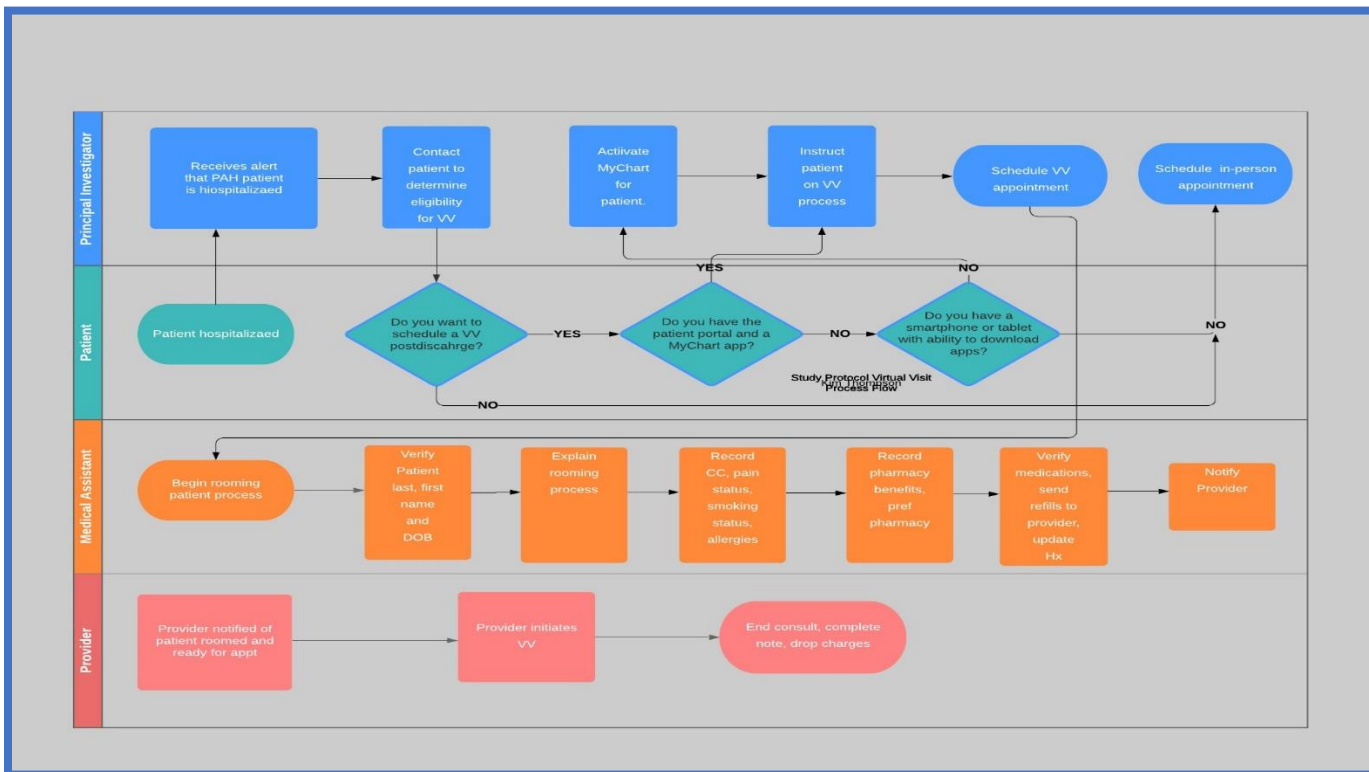 Principal Investigator
Receives alert
that PAH patient
is hiospitalizaed
Contact
patient to
determine
eligibility
for VV
Actiivate
MyChart
for
patient.
Instruct
patient
on VV
process
Schedule VV
appointment
Schedule in-person
appointment
Patient
Patient hospitalizaed
Do you want to
schedule a VV
postdiscahrge?
YES
NO
Do you have the
patient portal and a
MyChart app?
YES
NO
Do you have a
smartphone or tablet
with ability to download
apps?
NO
NO
Study Protocol Virtual Visit
Kim Thompson
Process Flow
Medical Assistant
Begin rooming
patient process
Verify
Patient
last, first
name
and
DOB
Explain
rooming
process
Record
CC, pain
status,
smoking
status,
allergies
Record
pharmacy
benefits,
pref
pharmacy
Verify
medications,
send
refills to
provider,
update
Hx
Notify
Provider
Provider
Provider notified of
patient roomed and
ready for appt
Provider initiates
VV
End consult, complete
note, drop charges